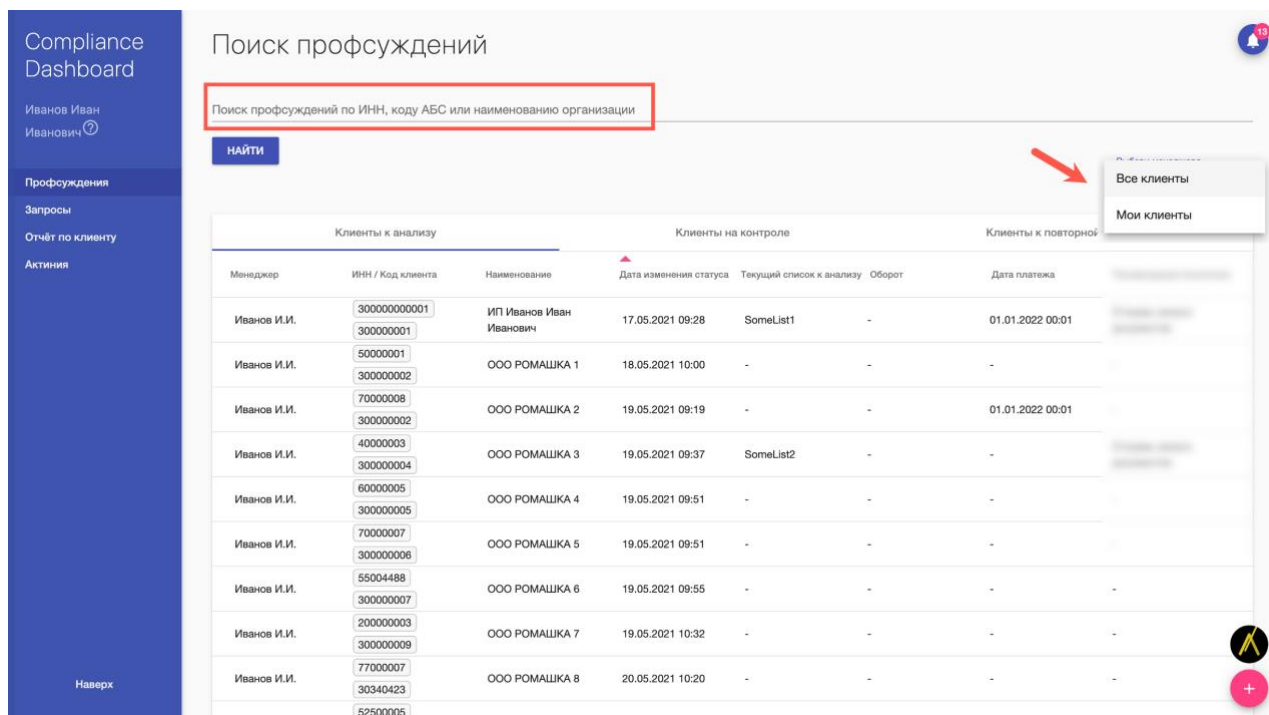 Compliance
Dashboard
Иванов Иван
Иванович
Профсуждения
Запросы
Отчёт по клиенту
Актиния
Наверх
Поиск профсуждений
13
Поиск профсуждений по ИНН, коду АБС или наименованию организации
НАЙТИ
Все клиенты
Мои клиенты
Клиенты к анализу Клиенты на контроле Клиенты к повторной
Менеджер ИНН / Код клиента Наименование Дата изменения статуса Текущий список к анализу Оборот Дата платежа
Иванов И.И. 300000000001 300000001 ИП Иванов Иван Иванович 17.05.2021 09:28 SomeList1 - 01.01.2022 00:01
Иванов И.И. 50000001 300000002 ООО РОМАШКА 1 18.05.2021 10:00 - - -
Иванов И.И. 70000008 300000002 ООО РОМАШКА 2 19.05.2021 09:19 - - 01.01.2022 00:01
Иванов И.И. 40000003 300000004 ООО РОМАШКА 3 19.05.2021 09:37 SomeList2 - -
Иванов И.И. 60000005 300000005 ООО РОМАШКА 4 19.05.2021 09:51 - - -
Иванов И.И. 70000007 300000006 ООО РОМАШКА 5 19.05.2021 09:51 - - -
Иванов И.И. 55004488 300000007 ООО РОМАШКА 6 19.05.2021 09:55 - - - -
Иванов И.И. 200000003 300000009 ООО РОМАШКА 7 19.05.2021 10:32 - - - -
Иванов И.И. 77000007 30340423 ООО РОМАШКА 8 20.05.2021 10:20 - - - -
52500005